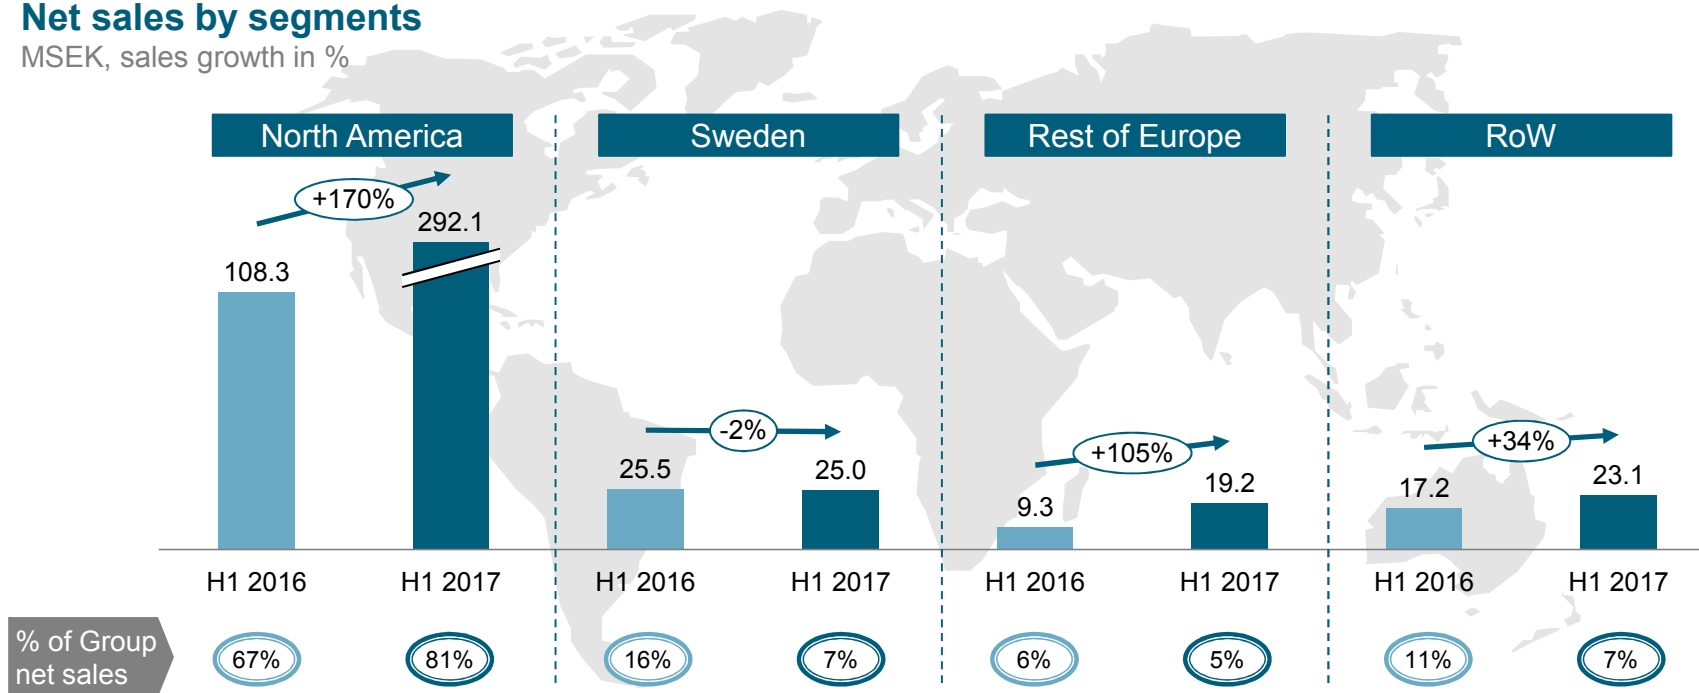 Net sales by segments
MSEK, sales growth in %
North America
Sweden
Rest of Europe
RoW
+170%
108.3
292.1
-2%
25.5
25.0
+105%
9.3
19.2
+34%
17.2
23.1
H1 2016
H1 2017
H1 2016
H1 2017
H1 2016
H1 2017
H1 2016
H1 2017
% of Group
net sales
67%
81%
16%
7%
6%
5%
11%
7%